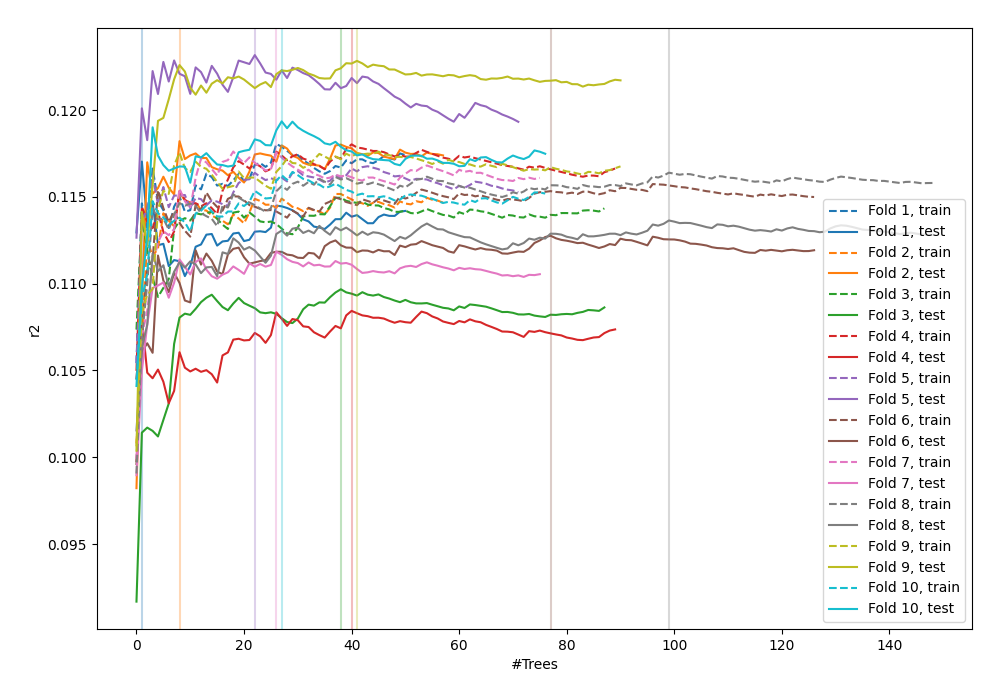 0.120
0.115
0.110
0.105
0.100
0.095
r2
0 20 40 60 80 100 120 140
#Trees
Fold 1, train
Fold 1, test
Fold 2, train
Fold 2, test
Fold 3, train
Fold 3, test
Fold 4, train
Fold 4, test
Fold 5, train
Fold 5, test
Fold 6, train
Fold 6, test
Fold 7, train
Fold 7, test
Fold 8, train
Fold 8, test
Fold 9, train
Fold 9, test
Fold 10, train
Fold 10, test